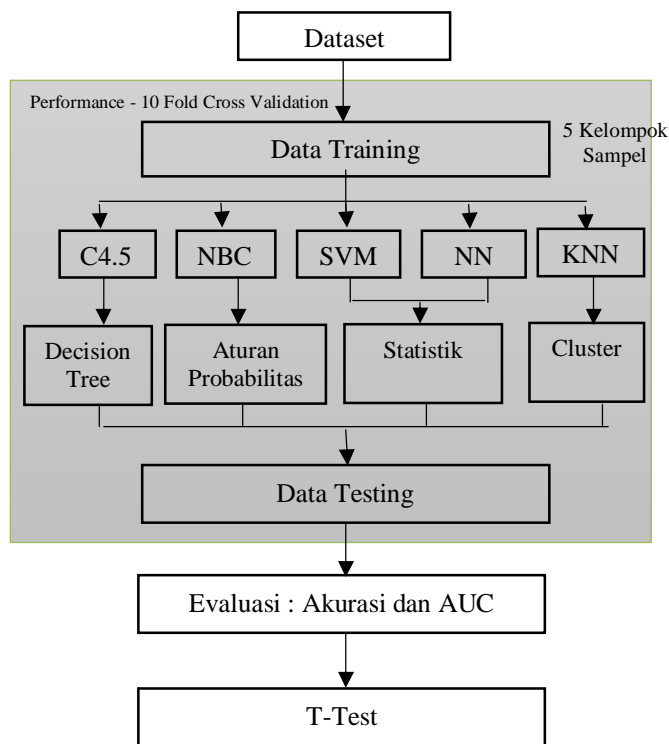 Dataset
Performance - 10 Fold Cross Validation
5 Kelompok
Sampel
Data Training
C4.5
NBC
SVM
NN
KNN
Decision
Tree
Aturan
Probabilitas
Statistik
Cluster
Data Testing
Evaluasi : Akurasi dan AUC
T-Test